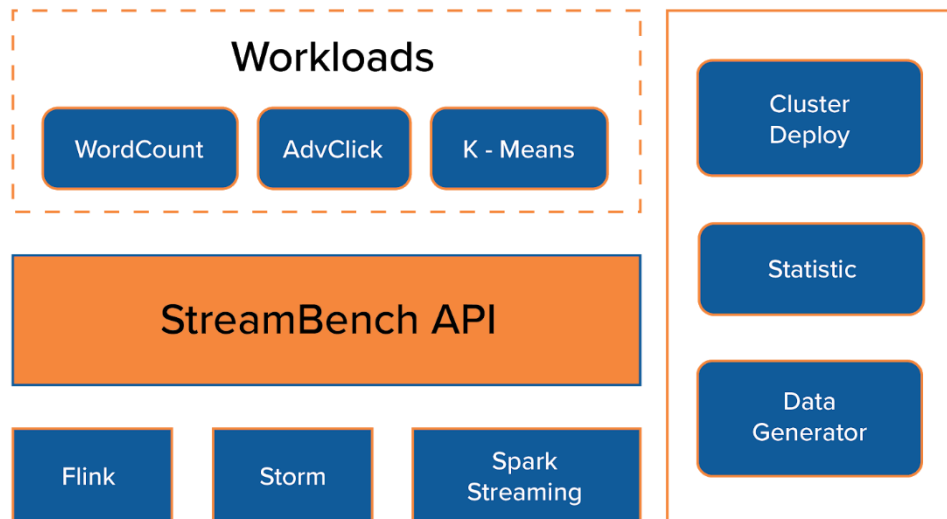 Workloads
WordCount
AdvClick
K - Means
StreamBench API
Flink
Storm
Spark
Streaming
Cluster
Deploy
Statistic
Data
Generator